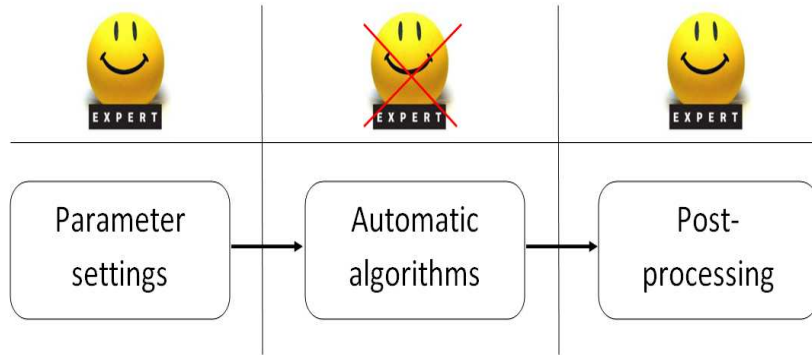 EXPERT
EXPERT
EXPERT
Parameter
settings
Automatic
algorithms
Post-
processing